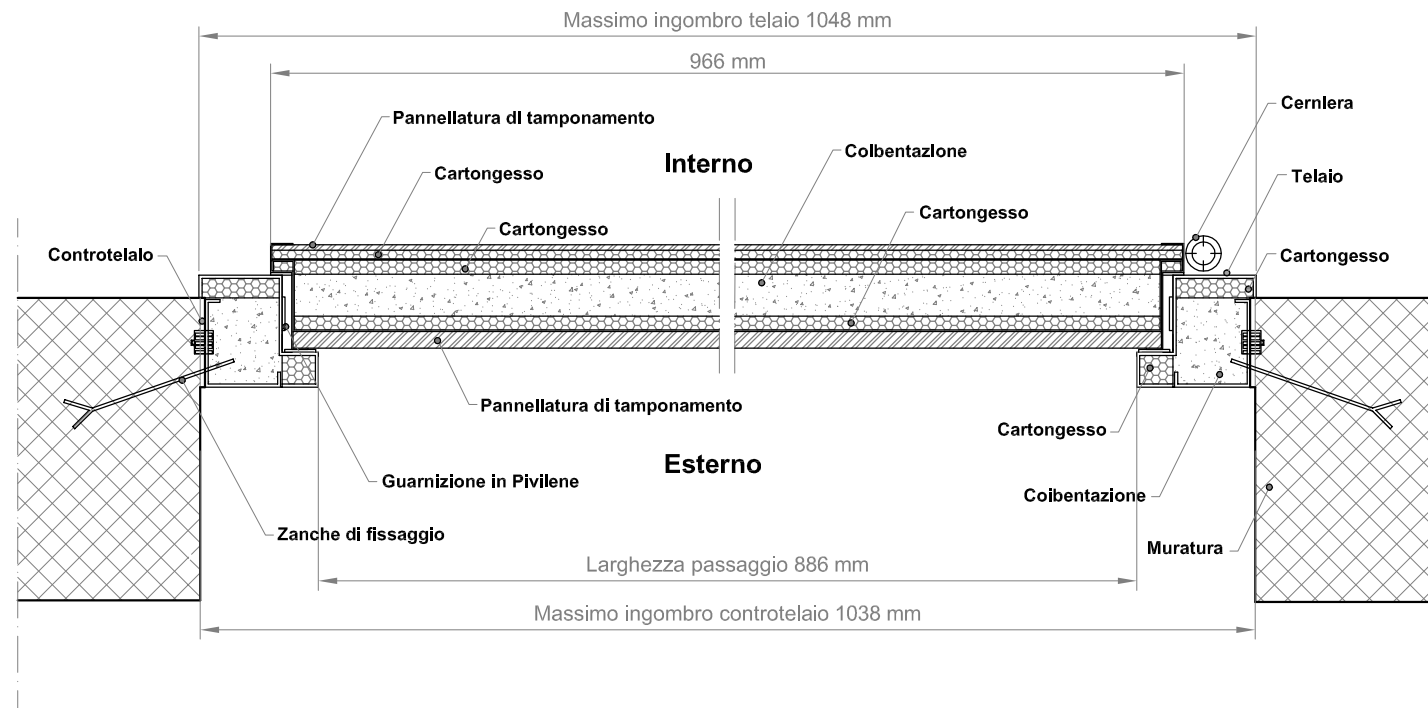 Massimo ingombro telaio 1048 mm
966 mm
Cernlera
Pannellatura dl tamponamento
Colbentazlone
Interno
Cartongesso
Telaio
Cartongesso
Cartongesso
Controtelalo
Cartongesso
Cartongesso
Pannellatura di tamponamento
Cartongesso
Esterno
Guarnizione in Pivilene
Coibentazione
Zanche di fissaggio
Muratura
Larghezza passaggio 886 mm
Massimo ingombro controtelaio 1038 mm